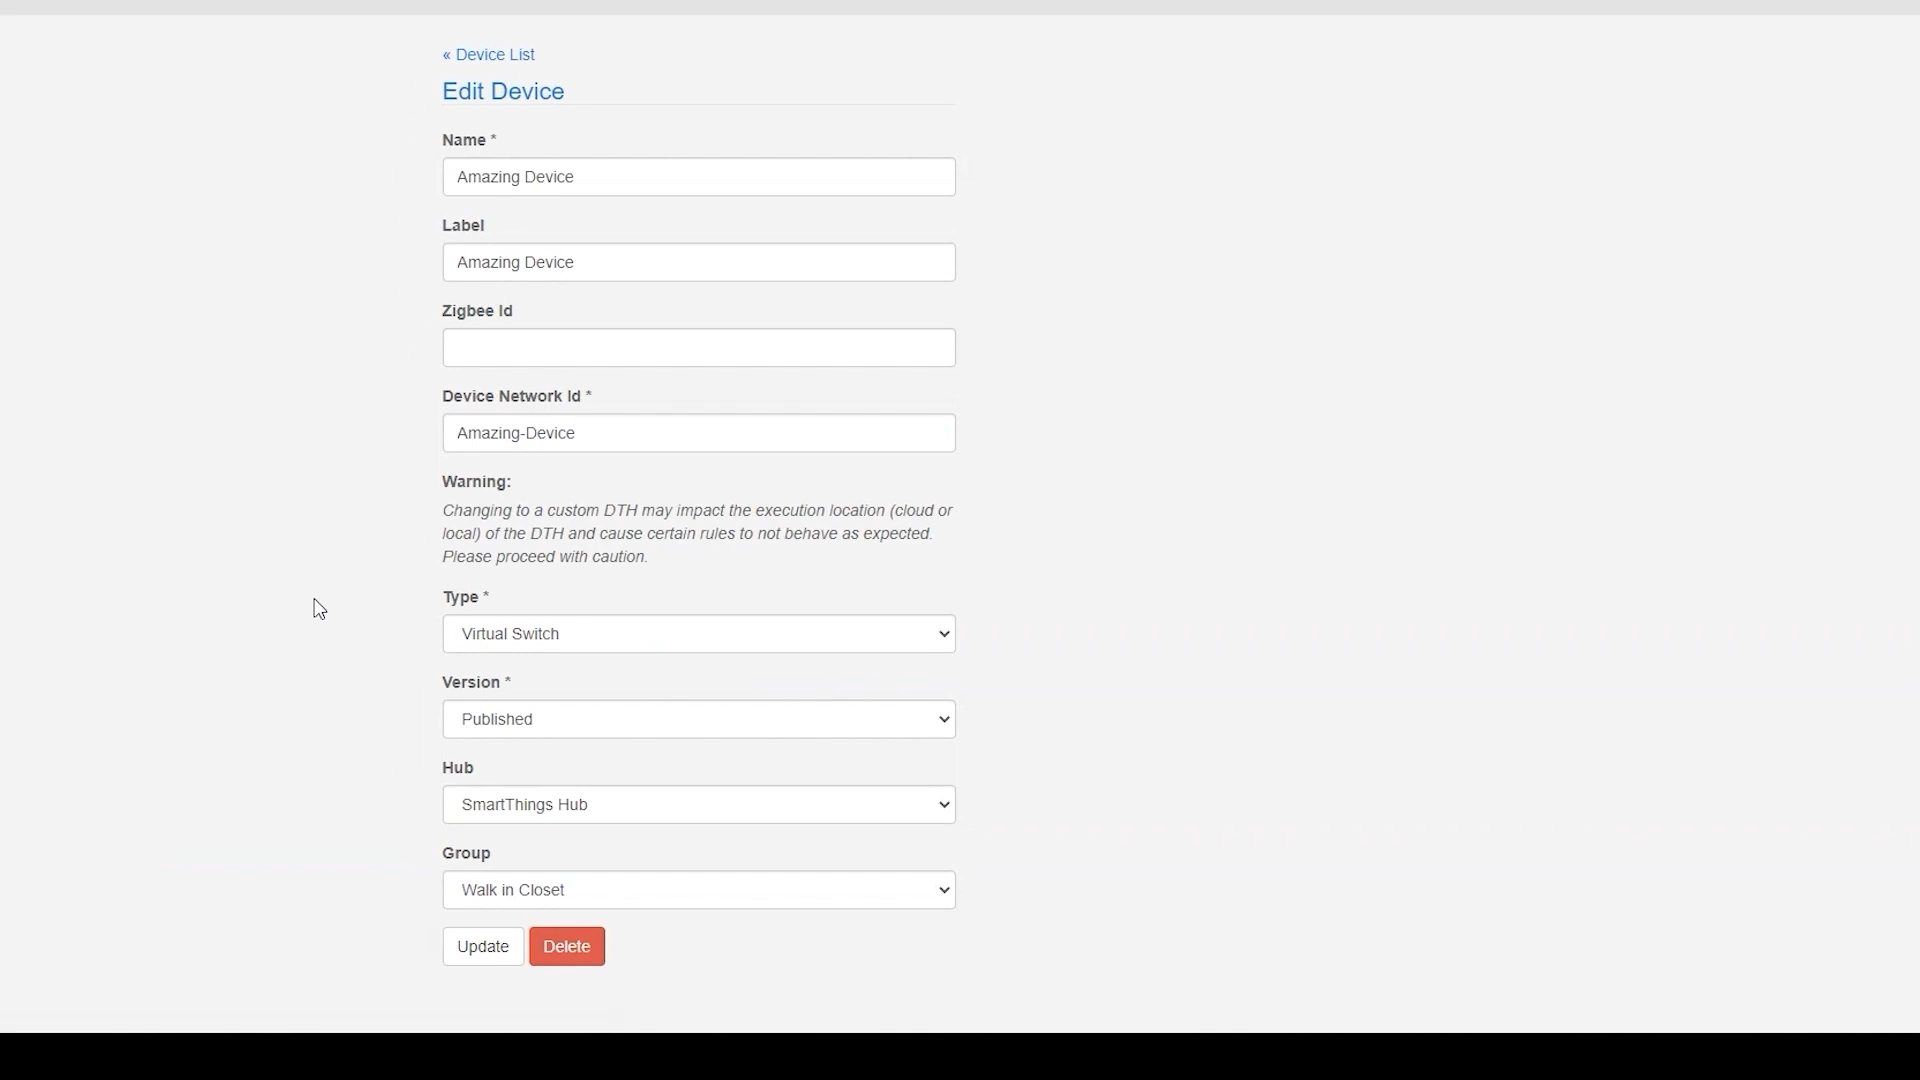 « Device List
Edit Device
Name *
Amazing Device
Label
Amazing Device
Zigbee Id
Device Network Id *
Amazing-Device
Warning:
Changing to a custom DTH may impact the execution location (cloud or
local) of the DTH and cause certain rules to not behave as expected.
Please proceed with caution.
Type *
Virtual Switch
Version *
Published
Hub
SmartThings Hub
Group
Walk in Closet
Update Delete